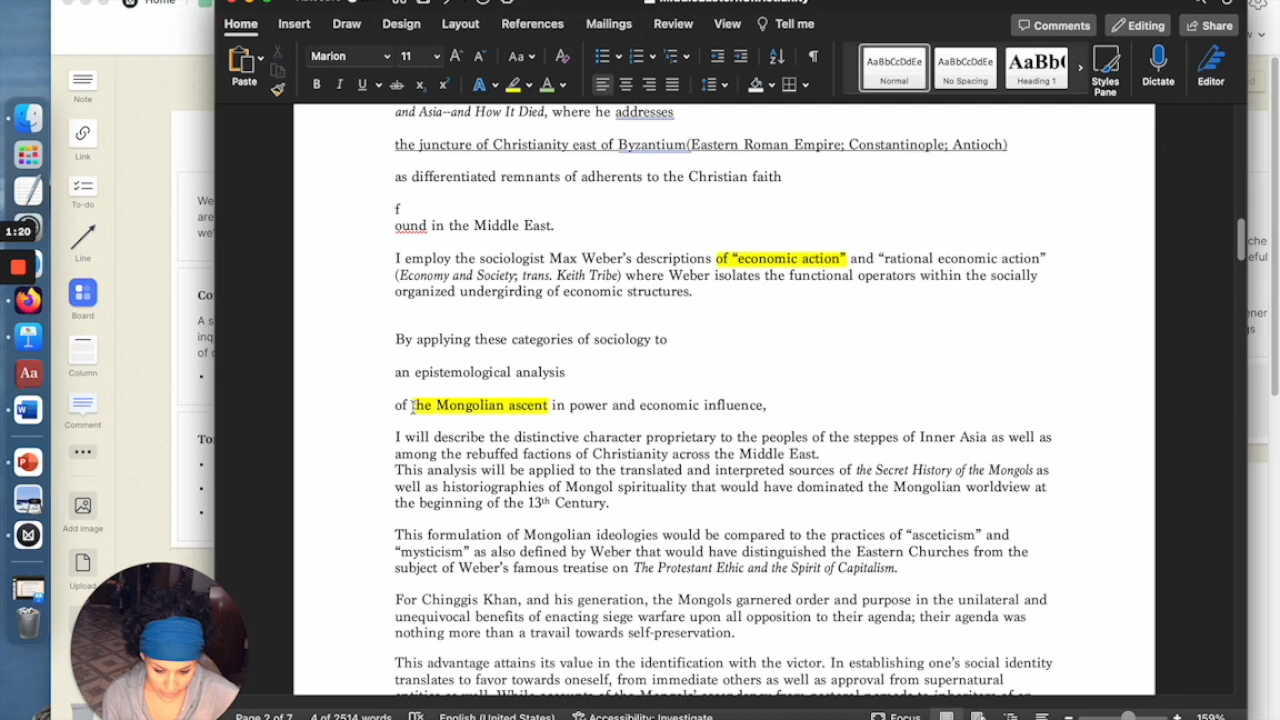 Home
Home Insert Draw Design Layout References Mailings Review View Tell me
Comments Editing Share
Marion 11
Paste
AaBbCcDdEe AaBbCcDdEe AaBbC
Normal No Spacing Heading 1
Styles Pane Dictate Editor
Note
Link
To-do
Line
Board
Column
Comment
Add image
Upload
1:20
We
are
we'
Co
A s
inq
of c
To
and Asia--and How It Died, where he addresses
the juncture of Christianity east of Byzantium(Eastern Roman Empire; Constantinople; Antioch)
as differentiated remnants of adherents to the Christian faith
f
ound in the Middle East.
I employ the sociologist Max Weber's descriptions of “economic action” and “rational economic action”
(Economy and Society; trans. Keith Tribe) where Weber isolates the functional operators within the socially
organized undergirding of economic structures.
By applying these categories of sociology to
an epistemological analysis
of the Mongolian ascent in power and economic influence,
I will describe the distinctive character proprietary to the peoples of the steppes of Inner Asia as well as
among the rebuffed factions of Christianity across the Middle East.
This analysis will be applied to the translated and interpreted sources of the Secret History of the Mongols as
well as historiographies of Mongol spirituality that would have dominated the Mongolian worldview at
the beginning of the 13th Century.
This formulation of Mongolian ideologies would be compared to the practices of “asceticism” and
“mysticism” as also defined by Weber that would have distinguished the Eastern Churches from the
subject of Weber's famous treatise on The Protestant Ethic and the Spirit of Capitalism.
For Chinggis Khan, and his generation, the Mongols garnered order and purpose in the unilateral and
unequivocal benefits of enacting siege warfare upon all opposition to their agenda; their agenda was
nothing more than a travail towards self-preservation.
This advantage attains its value in the identification with the victor. In establishing one's social identity
translates to favor towards oneself, from immediate others as well as approval from supernatural
Page 2 of 7 4 of 2514 words English (United States) Accessibility: Investigate Focus 159%